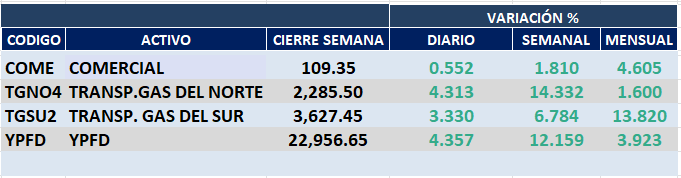 VARIACIÓN %
CODIGO ACTIVO CIERRE SEMANA DIARIO SEMANAL MENSUAL
COME COMERCIAL 109.35 0.552 1.810 4.605
TGNO4 TRANSP.GAS DEL NORTE 2,285.50 4.313 14.332 1.600
TGSU2 TRANSP. GAS DEL SUR 3,627.45 3.330 6.784 13.820
YPFD YPFD 22,956.65 4.357 12.159 3.923